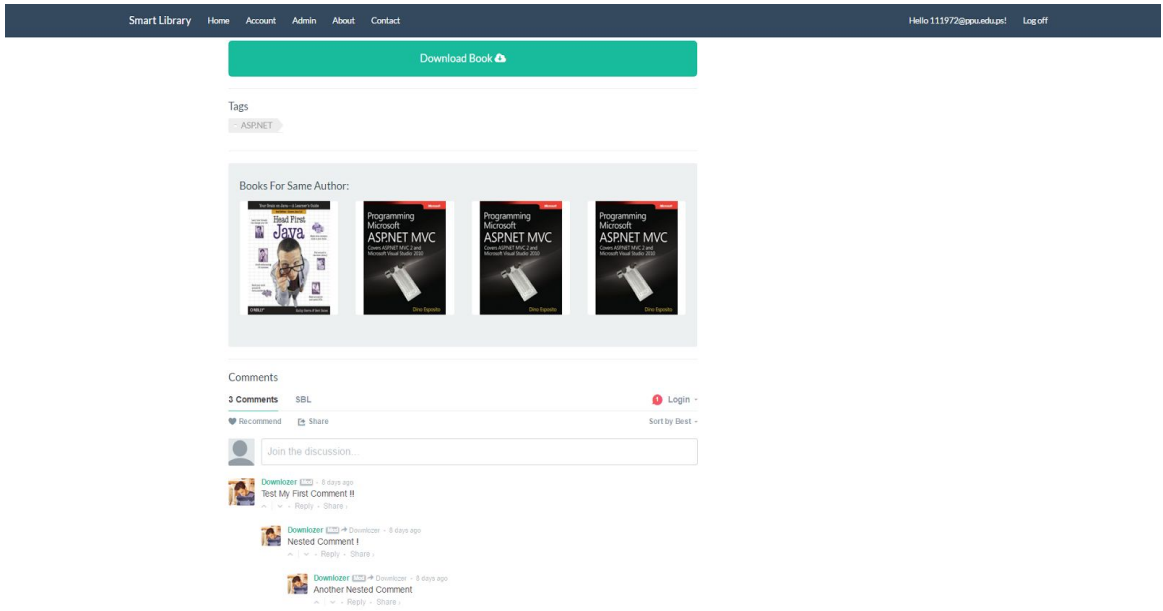 Smart Library Home Account Admin About Contact Hello 111972@ppu.edu.ps! Log off
Download Book
Tags
ASP.NET
Books For Same Author:
Head First
Java
O'REILLY
Programming
Microsoft
ASP.NET MVC
Covers ASP.NET MVC 2 and
Microsoft Visual Studio 2010
Dino Esposito
Programming
Microsoft
ASP.NET MVC
Covers ASP.NET MVC 2 and
Microsoft Visual Studio 2010
Dino Esposito
Programming
Microsoft
ASP.NET MVC
Covers ASP.NET MVC 2 and
Microsoft Visual Studio 2010
Dino Esposito
Comments
3 Comments SBL 1 Login
Recommend Share Sort by Best
Join the discussion...
Downlozer Mod • 8 days ago
Test My First Comment !!
Reply • Share ›
Downlozer Mod Downlozer • 8 days ago
Nested Comment !
Reply • Share ›
Downlozer Mod Downlozer • 8 days ago
Another Nested Comment
Reply • Share ›